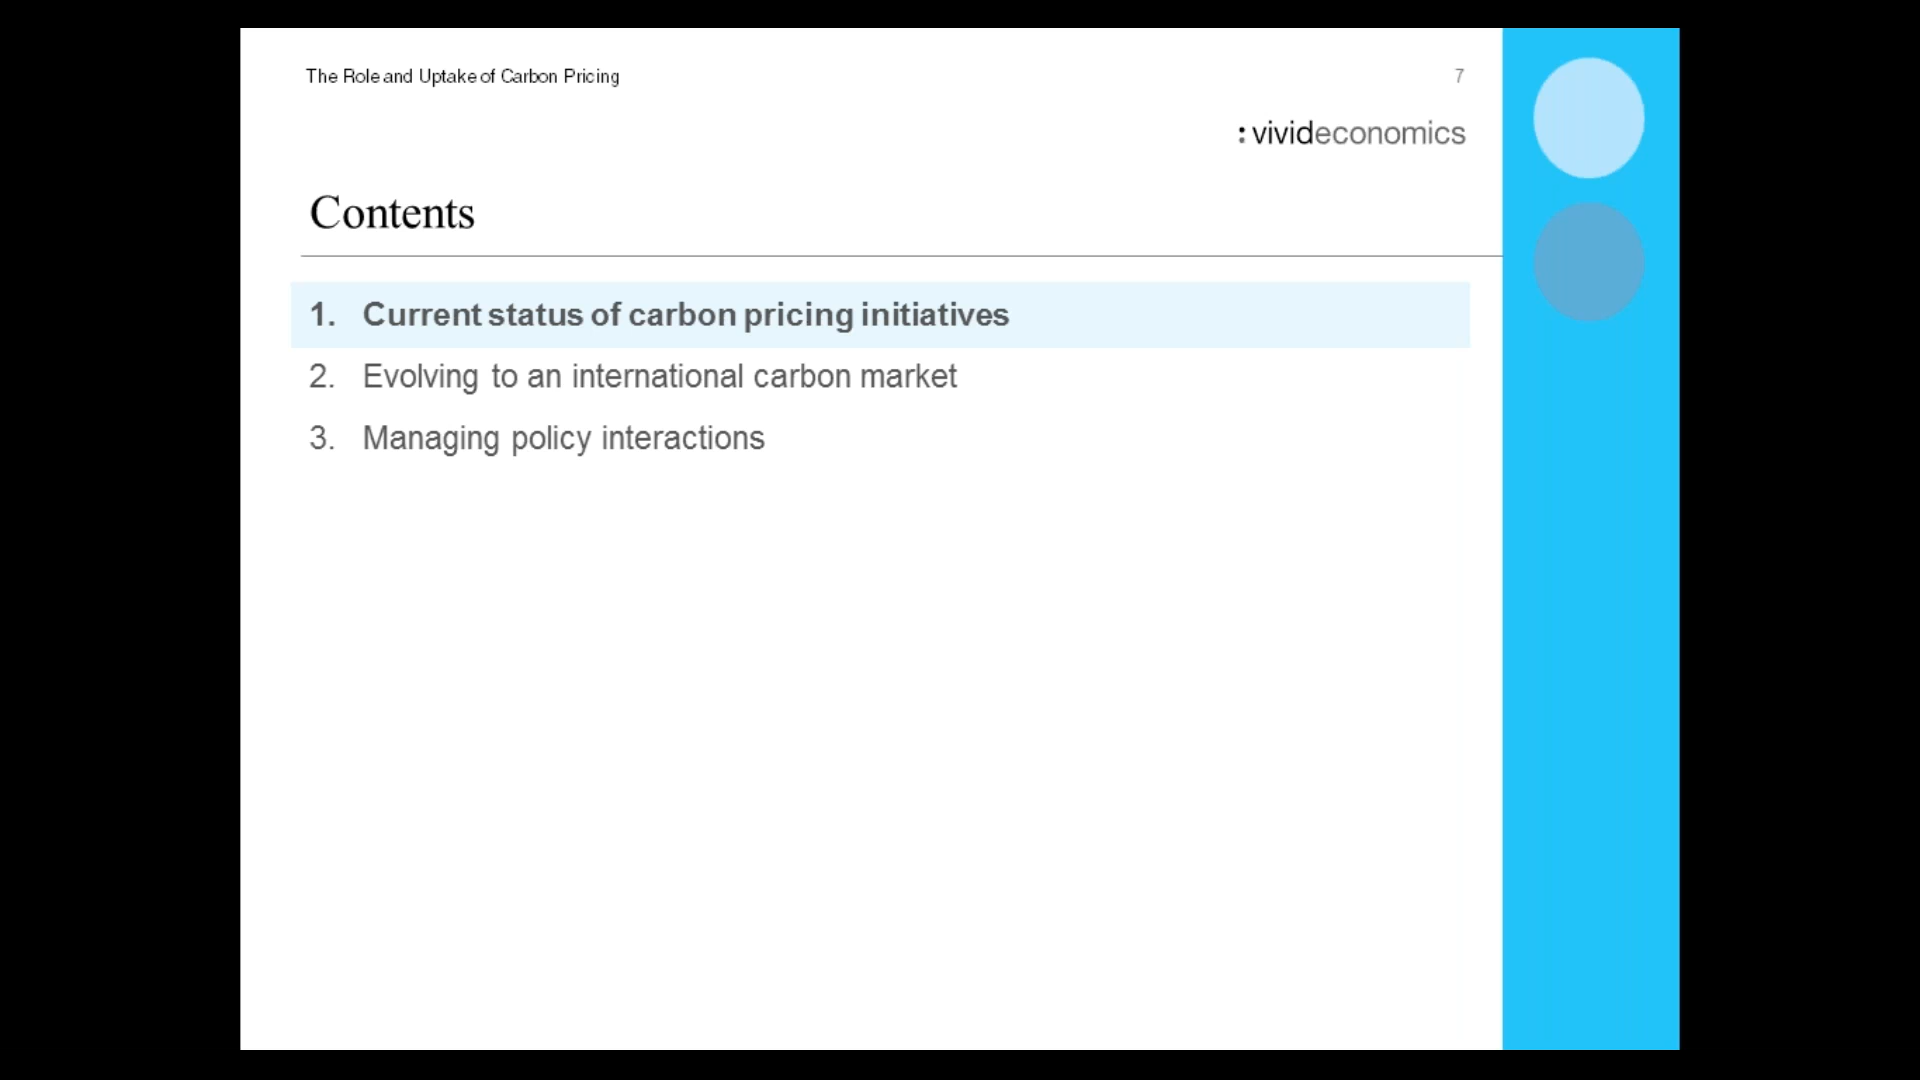 The Role and Uptake of Carbon Pricing
7
:vivideconomics
Contents
1. Current status of carbon pricing initiatives
2. Evolving to an international carbon market
3. Managing policy interactions